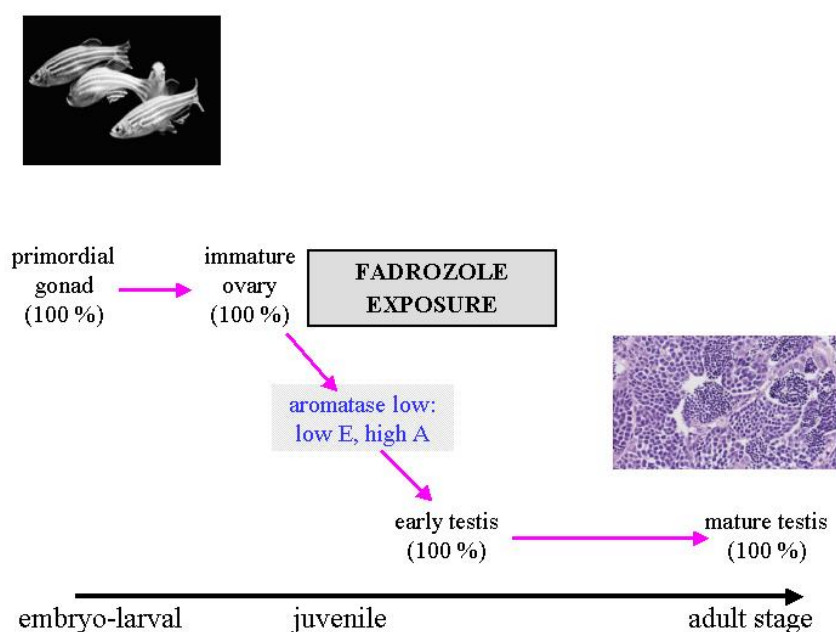 primordial
gonad
(100 %)
immature
ovary
(100 %)
FADROZOLE
EXPOSURE
aromatase low:
low E, high A
early testis
(100 %)
mature testis
(100 %)
embryo-larval
juvenile
adult stage